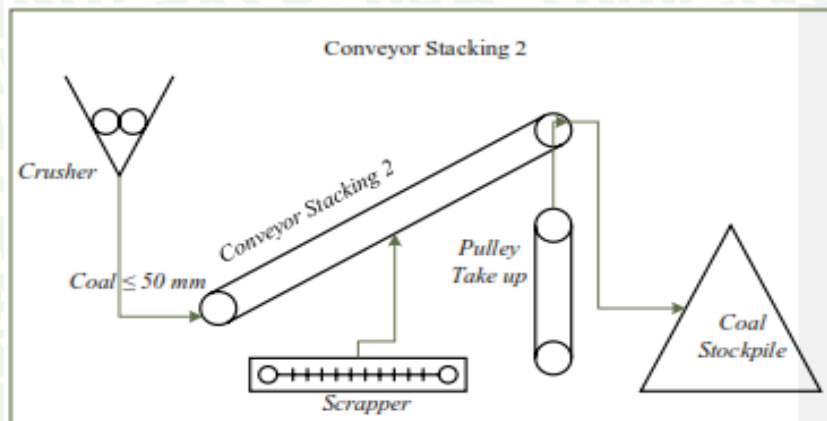 Conveyor Stacking 2
Crusher
Conveyor Stacking 2
Coal ≤ 50 mm
Pulley
Take up
Coal
Stockpile
Scrapper